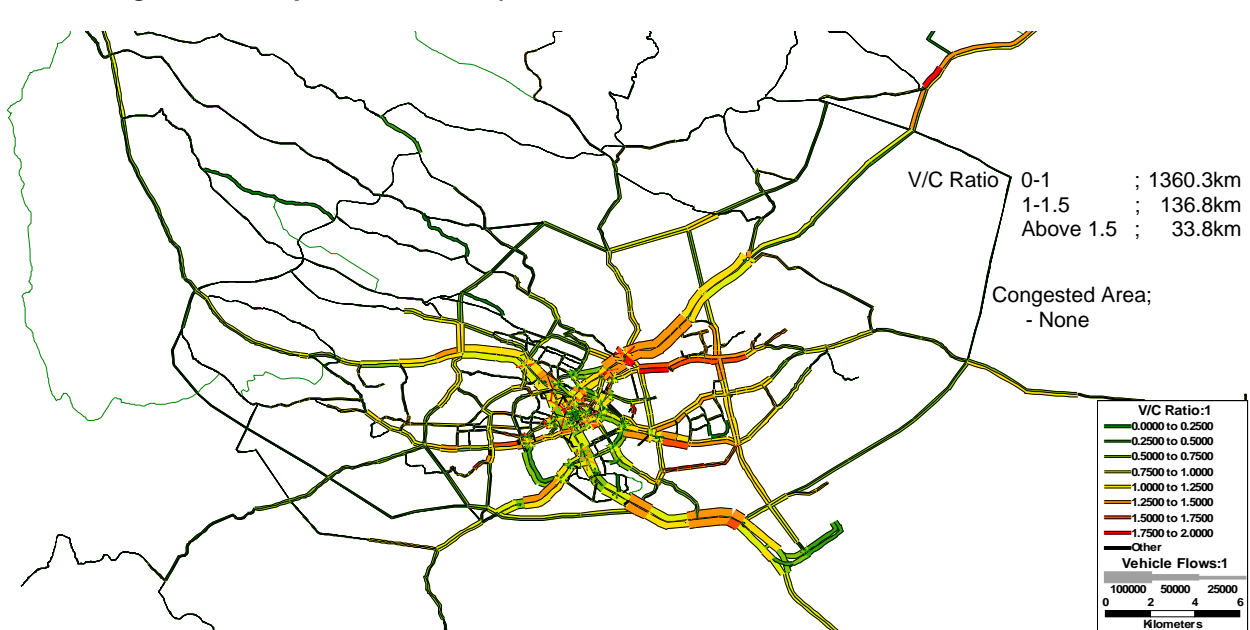 V/C Ratio 0-1 ; 1360.3km
1-1.5 ; 136.8km
Above 1.5 ; 33.8km
Congested Area;
- None
V/C Ratio:1
0.0000 to 0.2500
0.2500 to 0.5000
0.5000 to 0.7500
0.7500 to 1.0000
1.0000 to 1.2500
1.2500 to 1.5000
1.5000 to 1.7500
1.7500 to 2.0000
Other
Vehicle Flows:1
100000 50000 25000
0 2 4 6
Kilometers